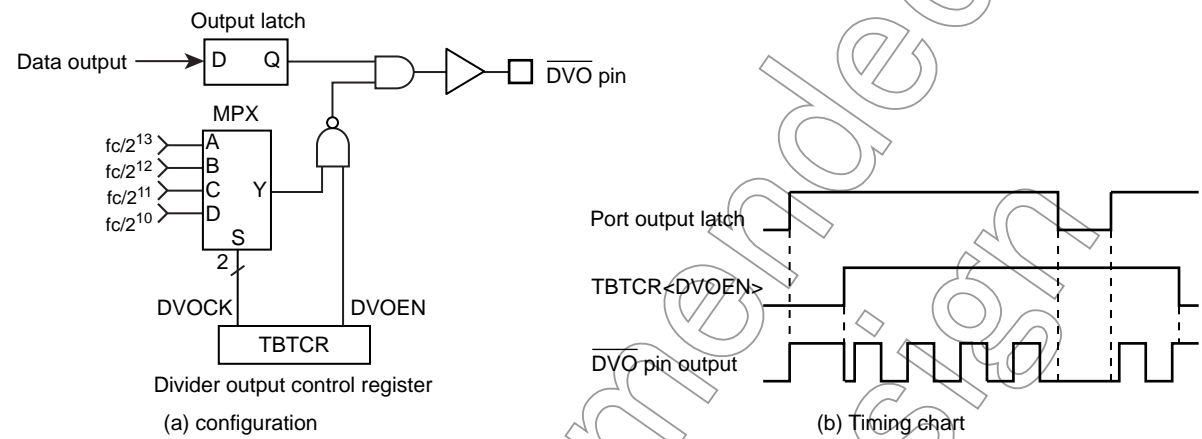 Output latch
Data output
D
Q
DVO pin
MPX
fc/2^13
A
fc/2^12
B
fc/2^11
C
Y
fc/2^10
D
S
2
DVOCK
DVOEN
TBTCR
Divider output control register
(a) configuration
Port output latch
TBTCR<DVOEN>
DVO pin output
(b) Timing chart